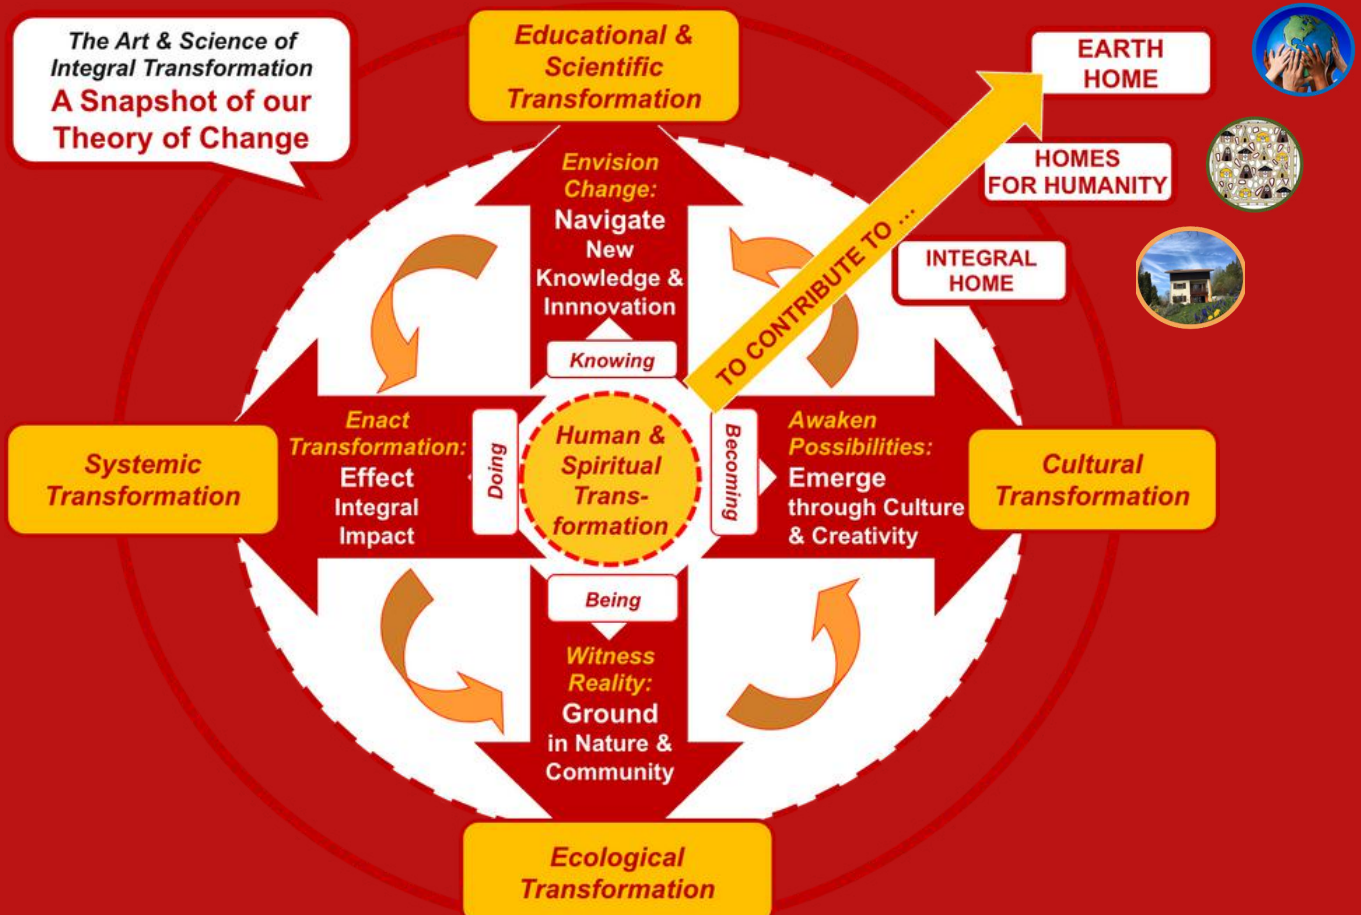 The Art & Science of
Integral Transformation
A Snapshot of our
Theory of Change
Educational &
Scientific
Transformation
EARTH
HOME
HOMES
FOR HUMANITY
INTEGRAL
HOME
TO CONTRIBUTE TO ...
Envision
Change:
Navigate
New
Knowledge &
Innnovation
Knowing
Systemic
Transformation
Enact
Transformation:
Effect
Integral
Impact
Doing
Human &
Spiritual
Trans-
formation
Becoming
Awaken
Possibilities:
Emerge
through Culture
& Creativity
Cultural
Transformation
Being
Witness
Reality:
Ground
in Nature &
Community
Ecological
Transformation